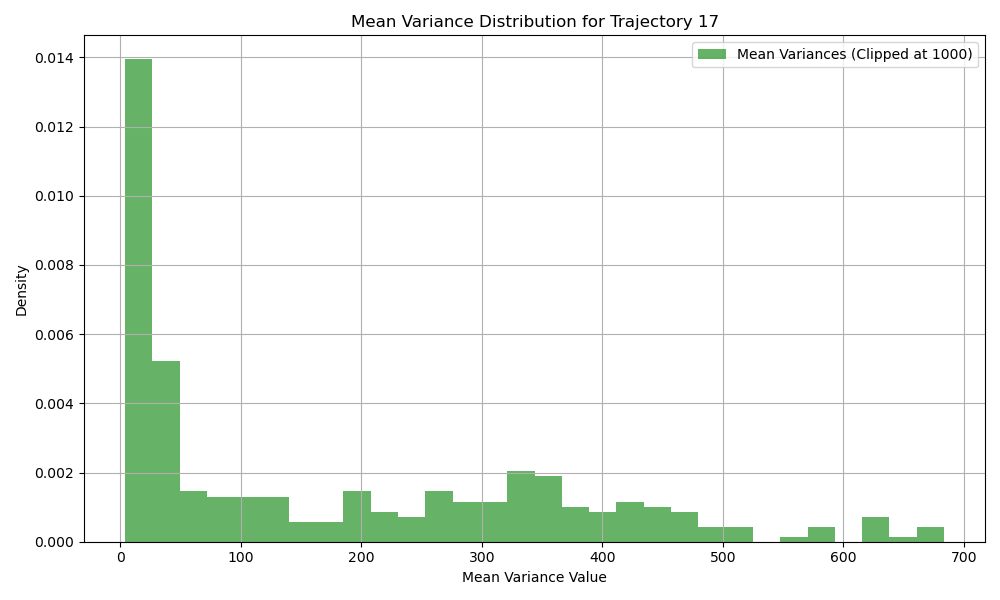 Mean Variance Distribution for Trajectory 17
Mean Variances (Clipped at 1000)
Density
0.014
0.012
0.010
0.008
0.006
0.004
0.002
0.000
0 100 200 300 400 500 600 700
Mean Variance Value